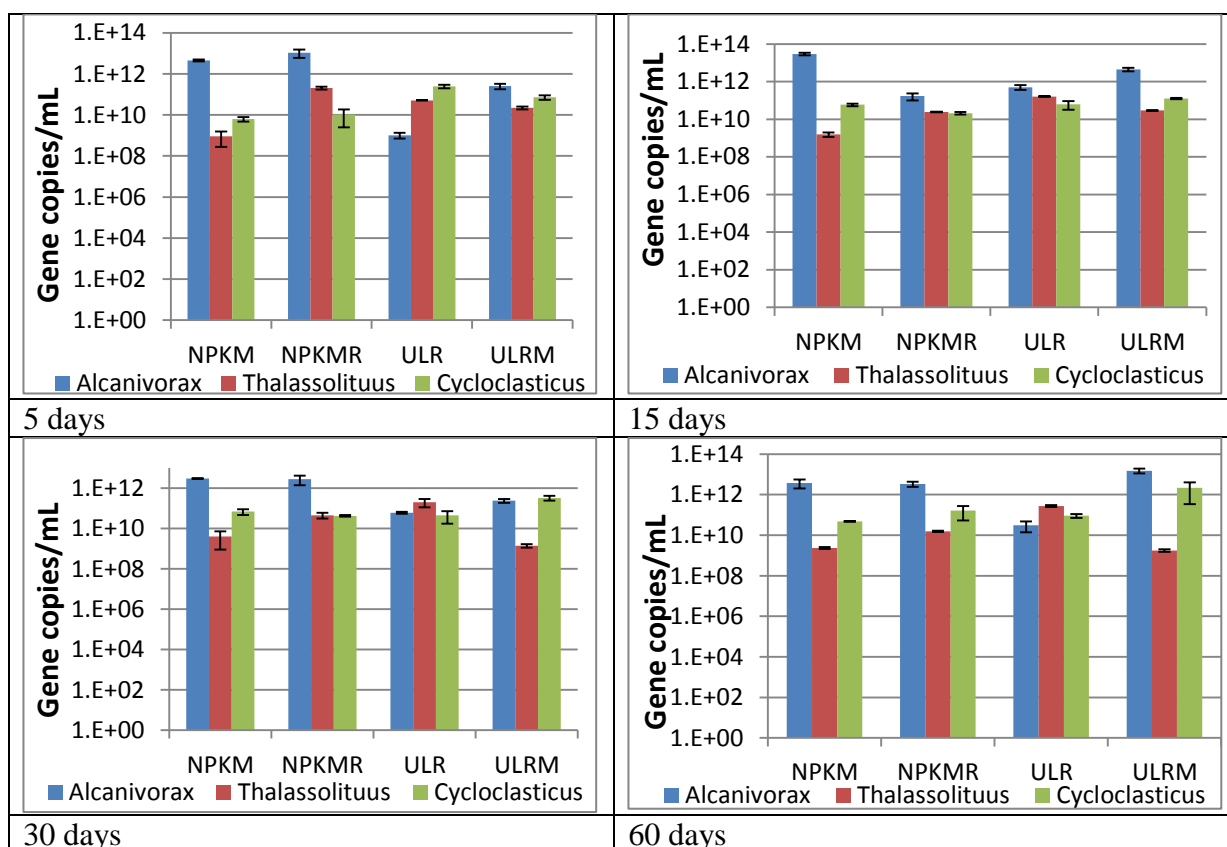 Gene copies/mL
1.E+14
1.E+12
1.E+10
1.E+08
1.E+06
1.E+04
1.E+02
1.E+00
NPKM NPKMR ULR ULRM
Alcanivorax Thalassolituus Cycloclasticus
5 days
Gene copies/mL
1.E+14
1.E+12
1.E+10
1.E+08
1.E+06
1.E+04
1.E+02
1.E+00
NPKM NPKMR ULR ULRM
Alcanivorax Thalassolituus Cycloclasticus
15 days
Gene copies/mL
1.E+12
1.E+10
1.E+08
1.E+06
1.E+04
1.E+02
1.E+00
NPKM NPKMR ULR ULRM
Alcanivorax Thalassolituus Cycloclasticus
30 days
Gene copies/mL
1.E+14
1.E+12
1.E+10
1.E+08
1.E+06
1.E+04
1.E+02
1.E+00
NPKM NPKMR ULR ULRM
Alcanivorax Thalassolituus Cycloclasticus
60 days